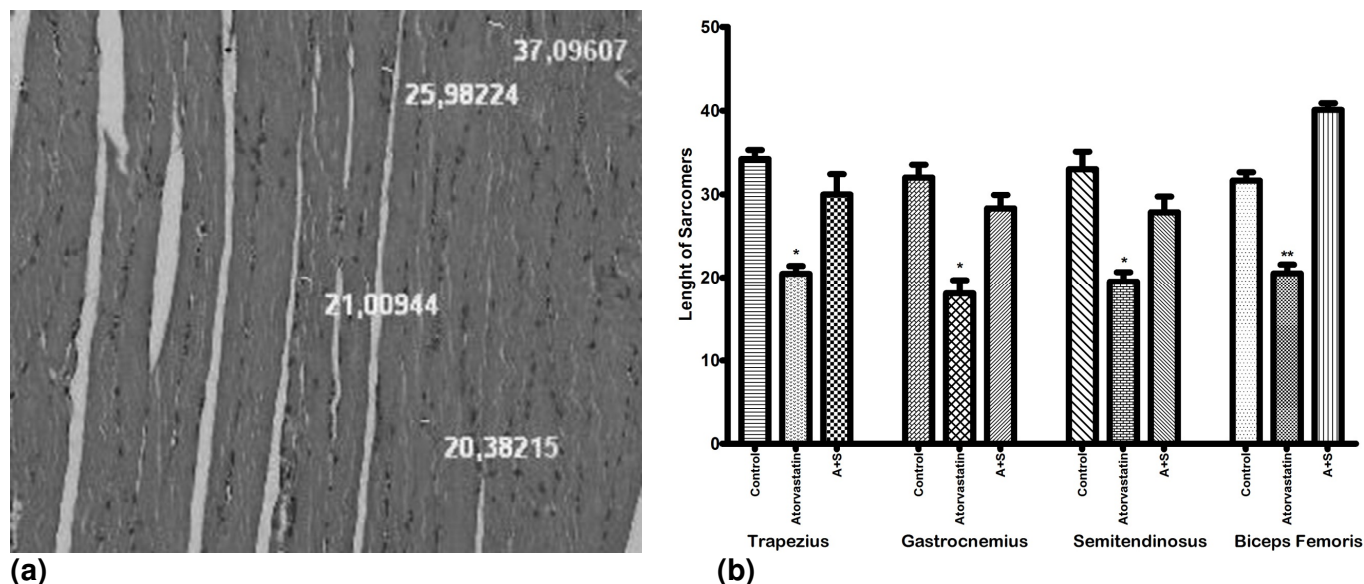 37,09607
25,98224
21,00944
20,38215
(a)
50
40
30
20
10
0
Lenght of Sarcomers
*
*
*
**
Control
Atorvastatin
A+S
Control
Atorvastatin
A+S
Control
Atorvastatin
A+S
Control
Atorvastatin
A+S
Trapezius Gastrocnemius Semitendinosus Biceps Femoris
(b)